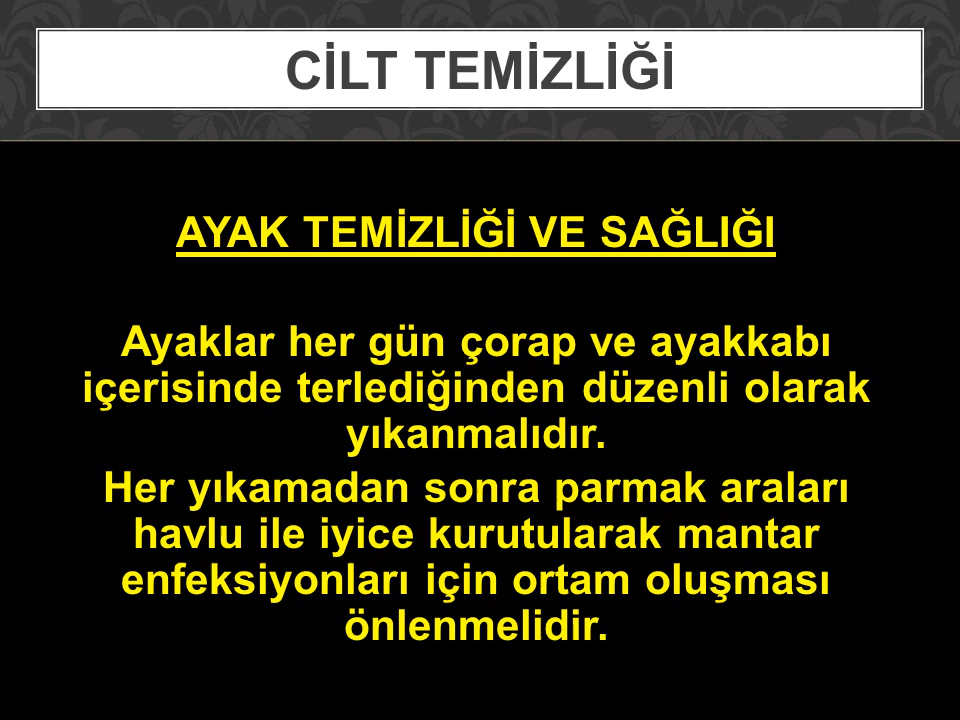 CİLT TEMİZLİĞİ
AYAK TEMİZLİĞİ VE SAĞLIĞI
Ayaklar her gün çorap ve ayakkabı
içerisinde terlediğinden düzenli olarak
yıkanmalıdır.
Her yıkamadan sonra parmak araları
havlu ile iyice kurutularak mantar
enfeksiyonları için ortam oluşması
önlenmelidir.